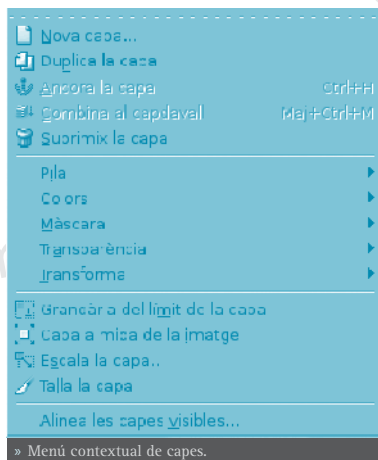 Nova capa...
Duplica la capa
Ancora la capa Ctrl+H
Combina al capdavall Maj+Ctrl+M
Suprimix la capa
Pila
Colors
Màscara
Transparència
Transforma
Grandària del límit de la capa
Capa a mida de la imatge
Escala la capa...
Talla la capa
Alinea les capes visibles...
» Menú contextual de capes.